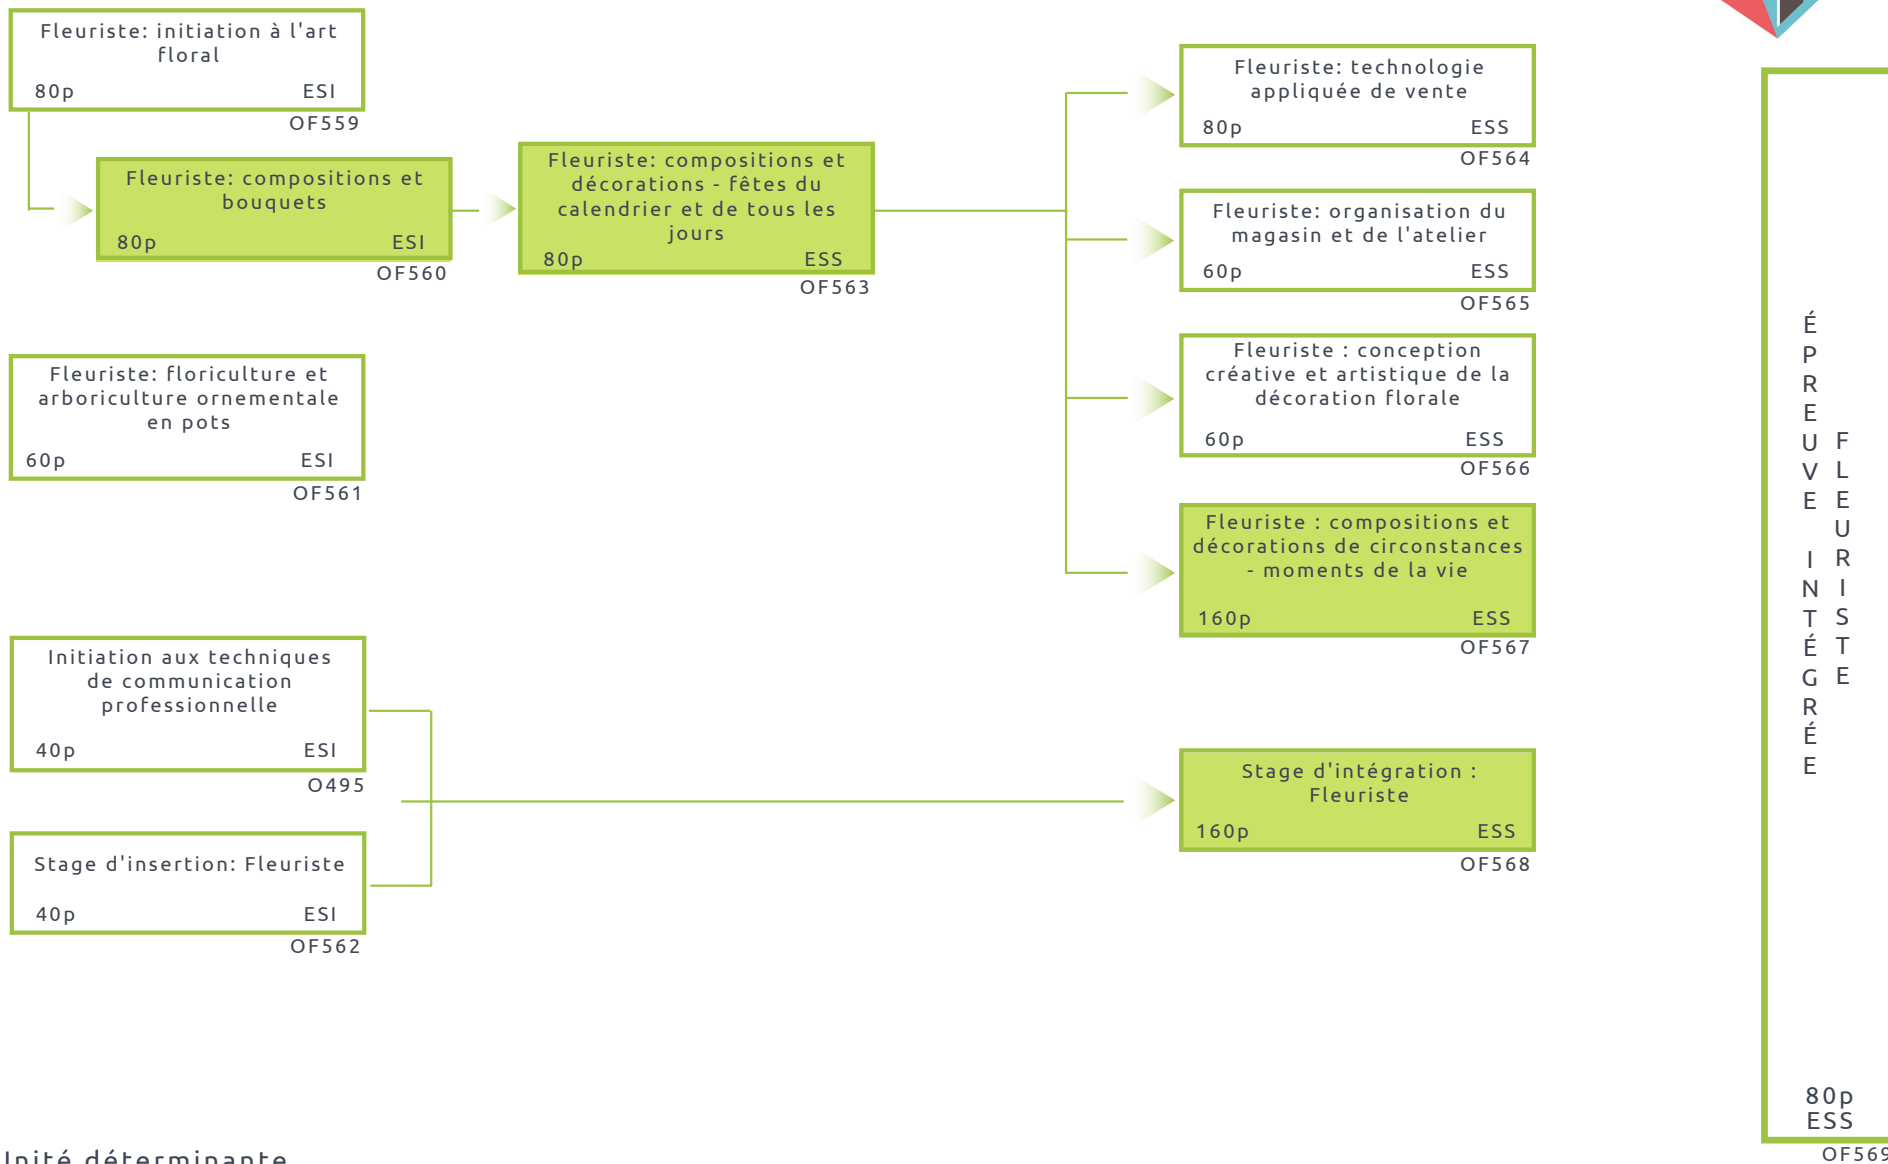 Fleuriste: initiation à l'art
floral
80p ESI
OF559
Fleuriste: compositions et
bouquets
80p ESI
OF560
Fleuriste: compositions et
décorations - fêtes du
calendrier et de tous les
jours
80p ESS
OF563
Fleuriste: technologie
appliquée de vente
80p ESS
OF564
Fleuriste: organisation du
magasin et de l'atelier
60p ESS
OF565
Fleuriste : conception
créative et artistique de la
décoration florale
60p ESS
OF566
Fleuriste : compositions et
décorations de circonstances
- moments de la vie
160p ESS
OF567
Fleuriste: floriculture et
arboriculture ornementale
en pots
60p ESI
OF561
Initiation aux techniques
de communication
professionnelle
40p ESI
O495
Stage d'insertion: Fleuriste
40p ESI
OF562
Stage d'intégration :
Fleuriste
160p ESS
OF568
ÉPREUVE INTÉGRÉE
FLEURISTE
80p
ESS
OF569
Unité déterminante